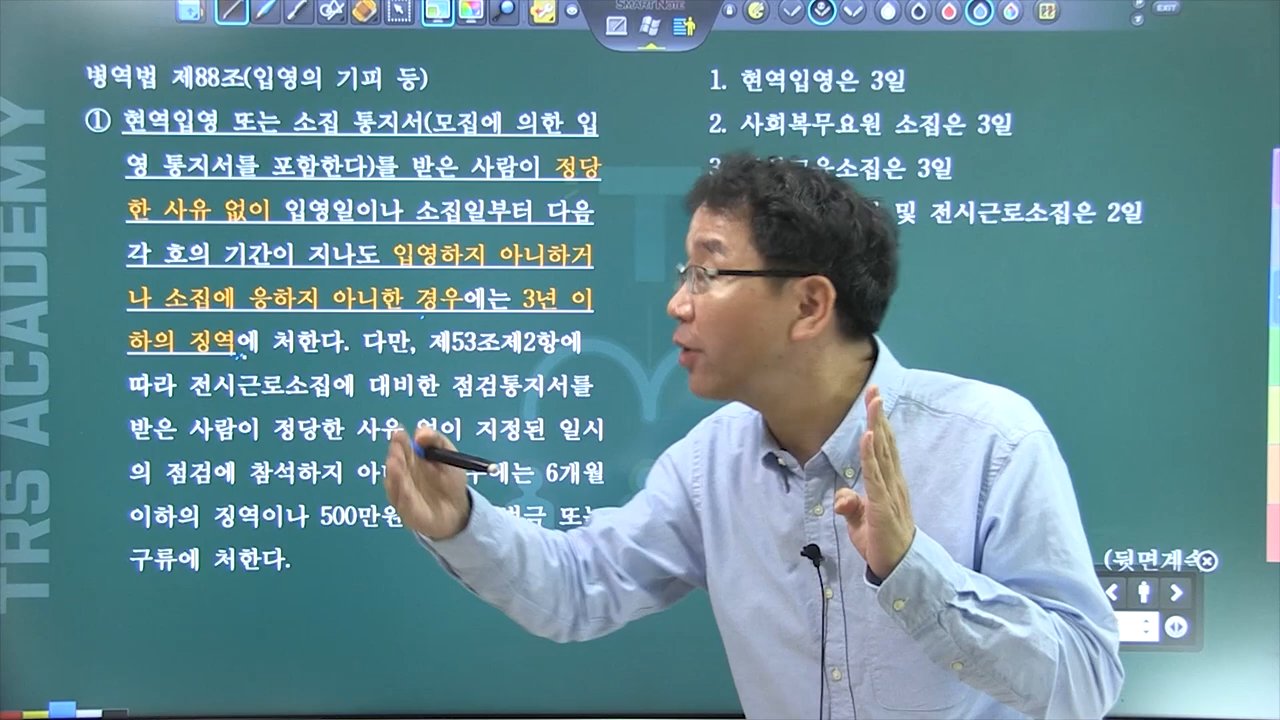 SMART NOTE
EXIT
TRS ACADEMY
병역법 제88조(입영의 기피 등)
① 현역입영 또는 소집 통지서(모집에 의한 입
영 통지서를 포함한다)를 받은 사람이 정당
한 사유 없이 입영일이나 소집일부터 다음
각 호의 기간이 지나도 입영하지 아니하거
나 소집에 응하지 아니한 경우에는 3년 이
하의 징역에 처한다. 다만, 제53조제2항에
따라 전시근로소집에 대비한 점검통지서를
받은 사람이 정당한 사유 없이 지정된 일시
의 점검에 참석하지 6개월
이하의 징역이나 500만원
구류에 처한다.
1. 현역입영은 3일
2. 사회복무요원 소집은 3일
3일
및 전시근로소집은 2일
(뒷면계속